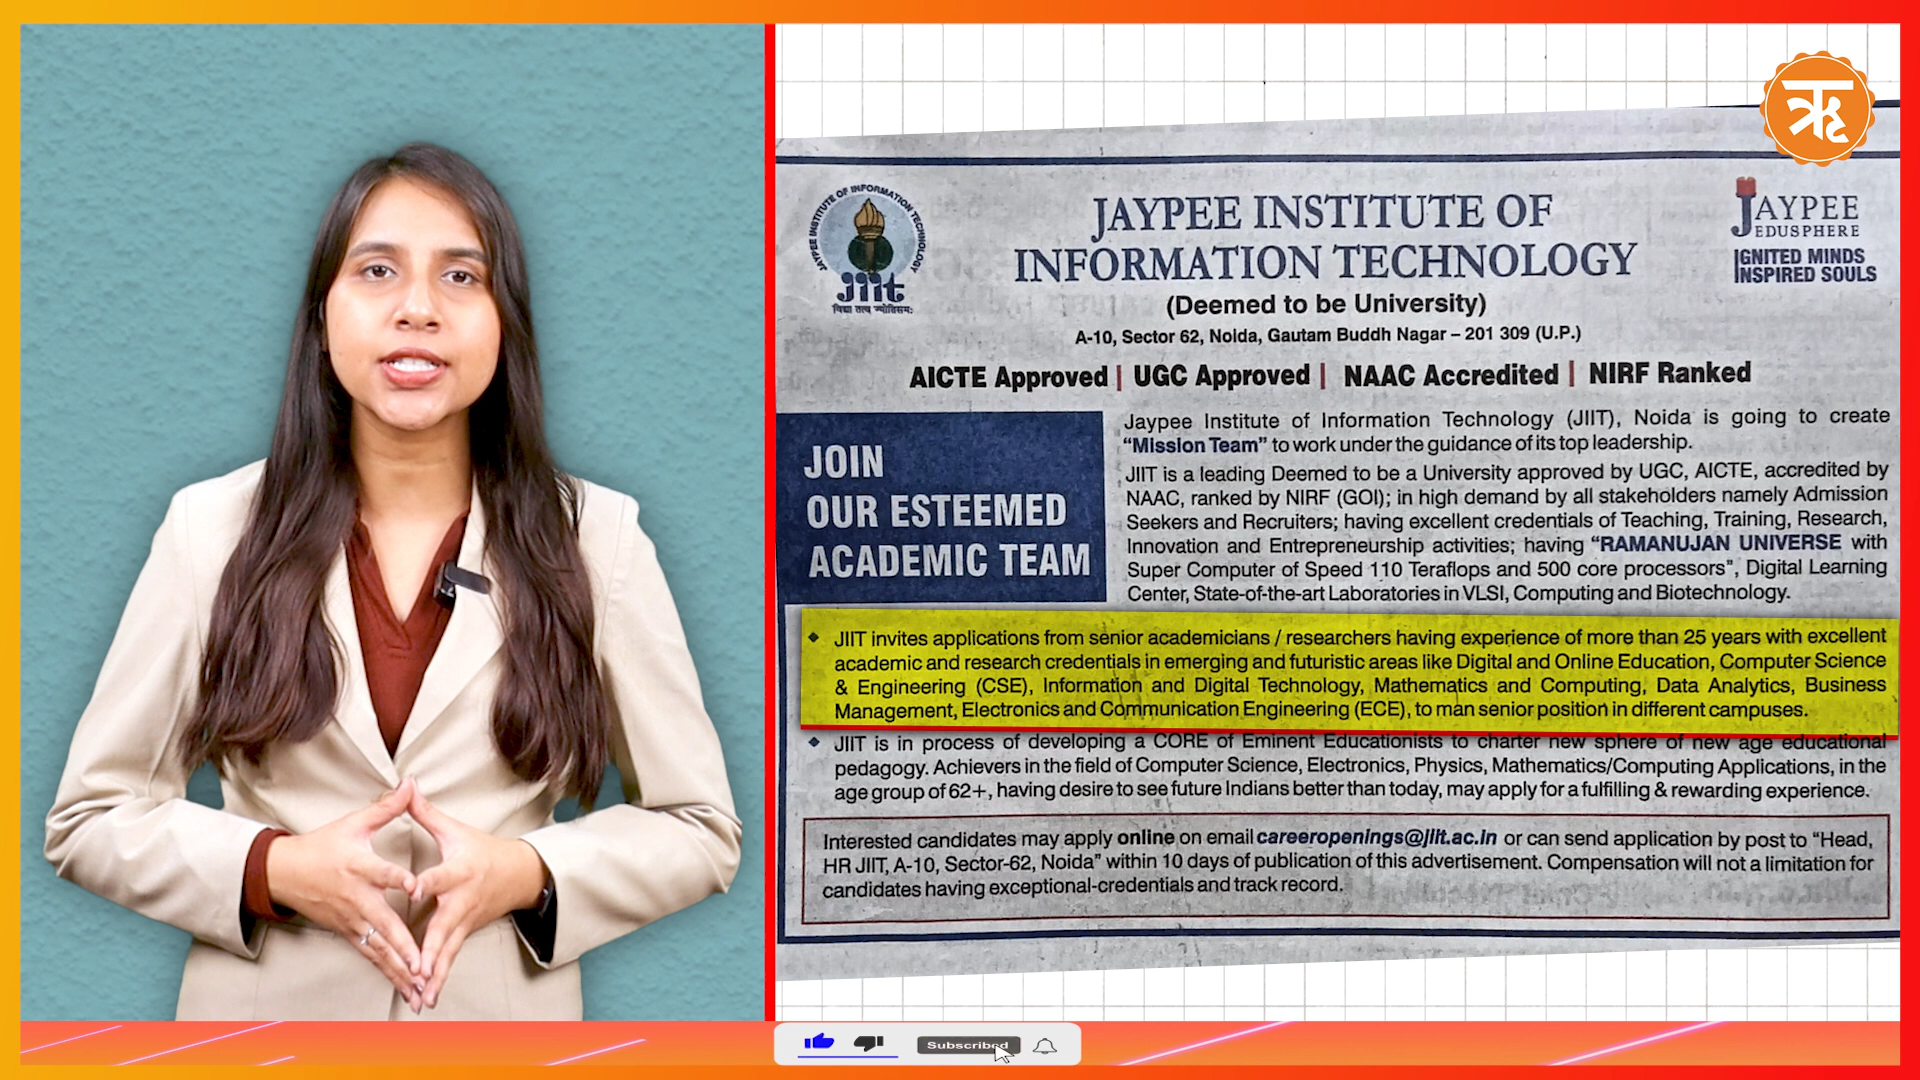 ऋ
JAYPEE INSTITUTE OF INFORMATION TECHNOLOGY
JIIT
विद्या तत्व ज्योतिसम:
JAYPEE INSTITUTE OF
INFORMATION TECHNOLOGY
(Deemed to be University)
A-10, Sector 62, Noida, Gautam Buddh Nagar – 201 309 (U.P.)
JAYPEE
EDUSPHERE
IGNITED MINDS
INSPIRED SOULS
AICTE Approved | UGC Approved | NAAC Accredited | NIRF Ranked
JOIN
OUR ESTEEMED
ACADEMIC TEAM
Jaypee Institute of Information Technology (JIIT), Noida is going to create
“Mission Team” to work under the guidance of its top leadership.
JIIT is a leading Deemed to be a University approved by UGC, AICTE, accredited by
NAAC, ranked by NIRF (GOI); in high demand by all stakeholders namely Admission
Seekers and Recruiters; having excellent credentials of Teaching, Training, Research,
Innovation and Entrepreneurship activities; having “RAMANUJAN UNIVERSE with
Super Computer of Speed 110 Teraflops and 500 core processors”, Digital Learning
Center, State-of-the-art Laboratories in VLSI, Computing and Biotechnology.
◆ JIIT invites applications from senior academicians / researchers having experience of more than 25 years with excellent
academic and research credentials in emerging and futuristic areas like Digital and Online Education, Computer Science
& Engineering (CSE), Information and Digital Technology, Mathematics and Computing, Data Analytics, Business
Management, Electronics and Communication Engineering (ECE), to man senior position in different campuses.
◆ JIIT is in process of developing a CORE of Eminent Educationists to charter new sphere of new age educational
pedagogy. Achievers in the field of Computer Science, Electronics, Physics, Mathematics/Computing Applications, in the
age group of 62+, having desire to see future Indians better than today, may apply for a fulfilling & rewarding experience.
Interested candidates may apply online on email careeropenings@jiit.ac.in or can send application by post to “Head,
HR JIIT, A-10, Sector-62, Noida” within 10 days of publication of this advertisement. Compensation will not a limitation for
candidates having exceptional-credentials and track record.
Subscribed